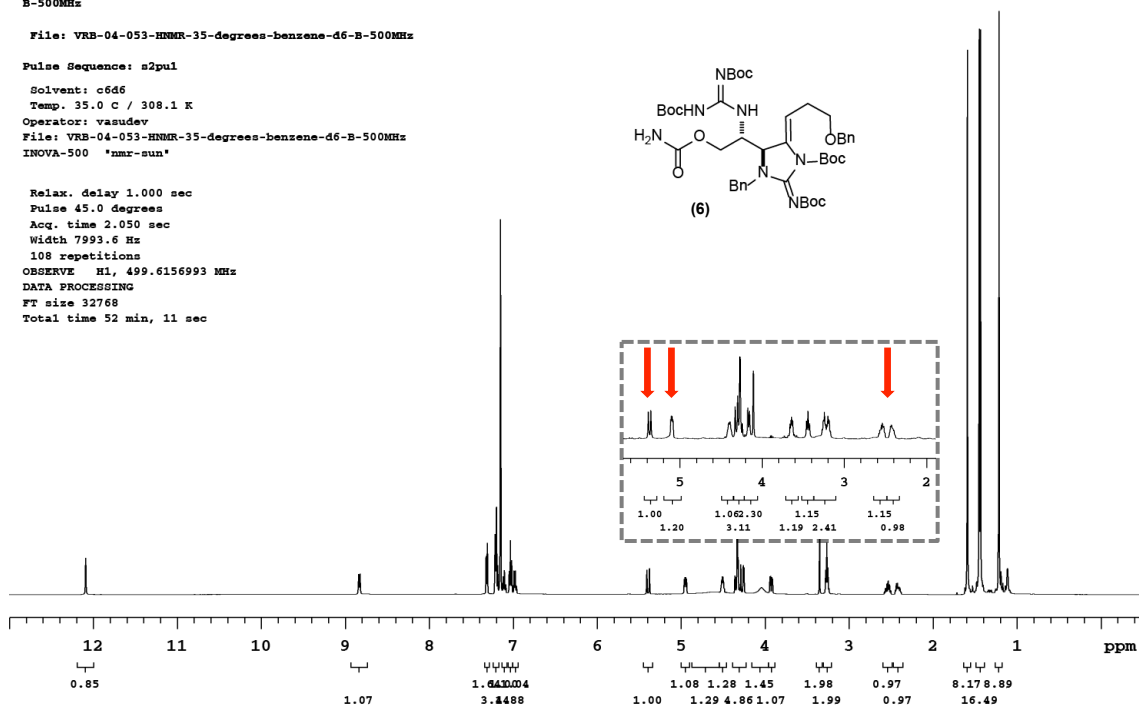 B-500MHz
File: VRB-04-053-HNMR-35-degrees-benzene-d6-B-500MHz
Pulse Sequence: s2pul
Solvent: c6d6
Temp. 35.0 C / 308.1 K
Operator: vasudev
File: VRB-04-053-HNMR-35-degrees-benzene-d6-B-500MHz
INOVA-500 "nmr-sun"
Relax. delay 1.000 sec
Pulse 45.0 degrees
Acq. time 2.050 sec
Width 7993.6 Hz
108 repetitions
OBSERVE H1, 499.6156993 MHz
DATA PROCESSING
FT size 32768
Total time 52 min, 11 sec
NBoc
BocHN NH
H2N O OBn
O N Boc
Bn N
NBoc
(6)
5 4 3 2
1.00 1.06 2.30 1.15 1.15
1.20 3.11 1.19 2.41 0.98
12 11 10 9 8 7 6 5 4 3 2 1 ppm
0.85 1.04 1.08 1.28 1.45 1.98 0.97 8.17 8.89
1.07 1.00 1.29 4.86 1.07 1.99 0.97 16.49